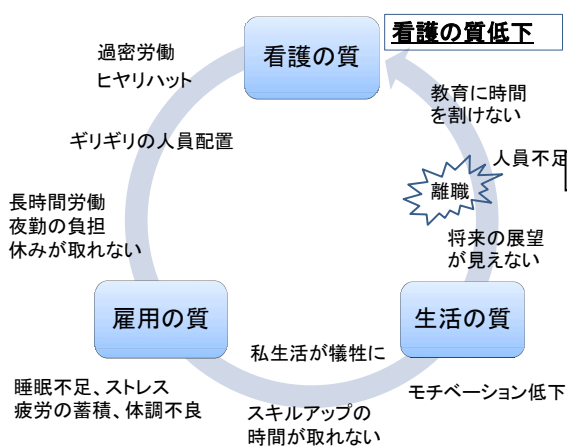 看護の質
看護の質低下
過密労働
ヒヤリハット
ギリギリの人員配置
長時間労働
夜勤の負担
休みが取れない
雇用の質
睡眠不足、ストレス
疲労の蓄積、体調不良
私生活が犠牲に
スキルアップの
時間が取れない
生活の質
モチベーション低下
将来の展望
が見えない
離職
人員不足
教育に時間
を割けない